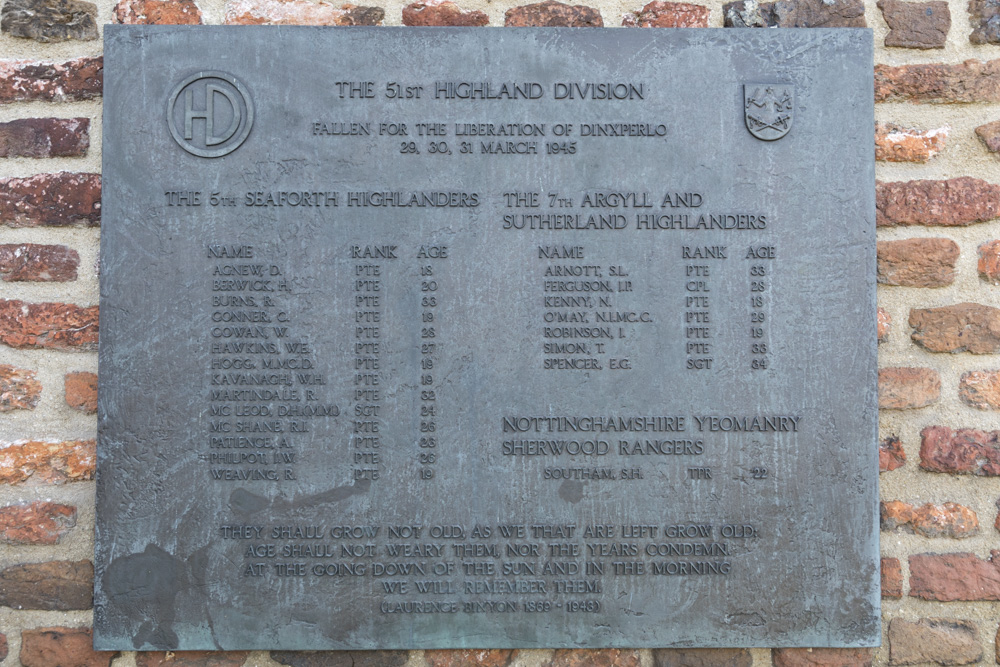 HD
THE 51ST HIGHLAND DIVISION
FALLEN FOR THE LIBERATION OF DINXPERLO
29, 30, 31 MARCH 1945
THE 5TH SEAFORTH HIGHLANDERS
NAME RANK AGE
AGNEW, D. PTE 18
BERWICK, H. PTE 20
BURNS, R. PTE 33
CONNER, C. PTE 19
COWAN, W. PTE 28
HAWKINS, W.E. PTE 27
HOGG, M.MC.D. PTE 19
KAVANAGH, W.H. PTE 19
MARTINDALE, R. PTE 32
MC LEOD, D.H.(M.M.) SGT 24
MC SHANE, R.I. PTE 26
PATIENCE, A. PTE 23
PHILPOT, I.W. PTE 26
WEAVING, R. PTE 19
THE 7TH ARGYLL AND
SUTHERLAND HIGHLANDERS
NAME RANK AGE
ARNOTT, S.L. PTE 33
FERGUSON, I.P. CPL 28
KENNY, N. PTE 18
O'MAY, N.I.MC.C. PTE 29
ROBINSON, I. PTE 19
SIMON, T. PTE 33
SPENCER, E.G. SGT 34
NOTTINGHAMSHIRE YEOMANRY
SHERWOOD RANGERS
SOUTHAM, S.H. TPR 22
THEY SHALL GROW NOT OLD, AS WE THAT ARE LEFT GROW OLD:
AGE SHALL NOT WEARY THEM, NOR THE YEARS CONDEMN.
AT THE GOING DOWN OF THE SUN AND IN THE MORNING
WE WILL REMEMBER THEM.
(LAURENCE BINYON 1869 - 1943)